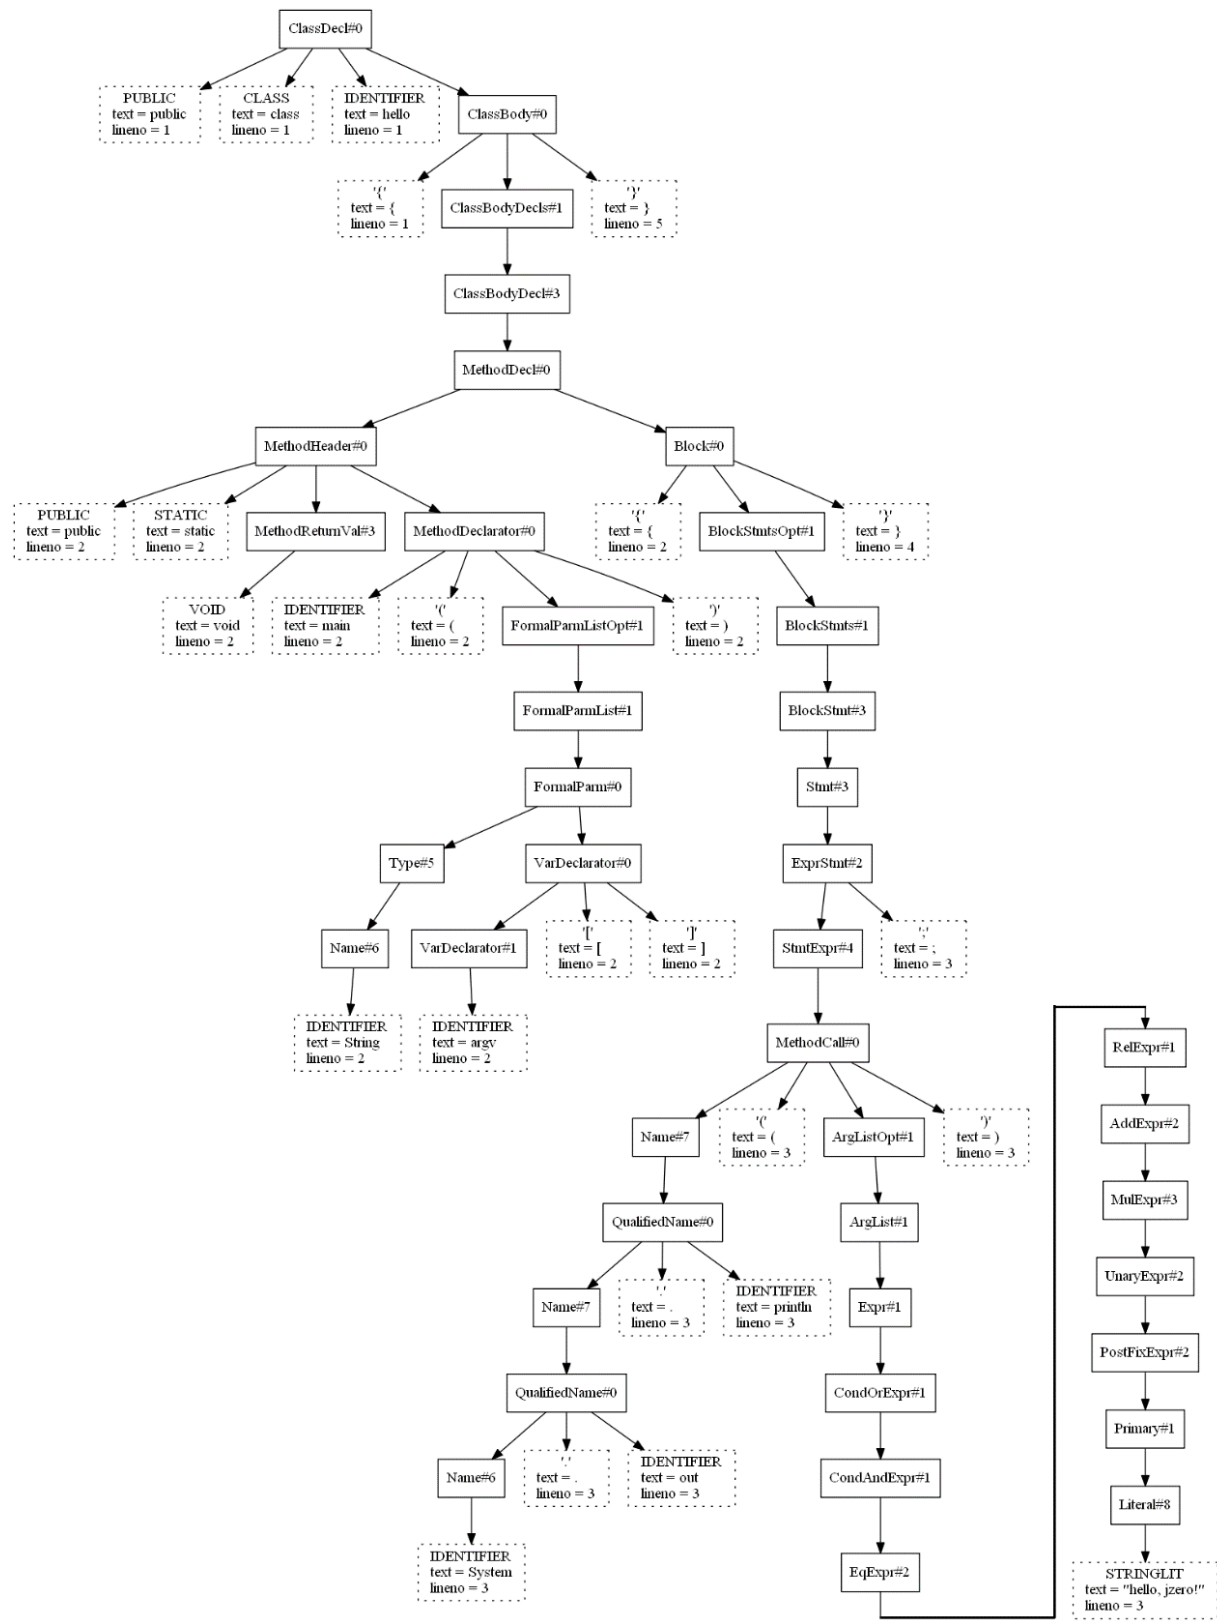 ClassDecl#0
PUBLIC
text = public
lineno = 1
CLASS
text = class
lineno = 1
IDENTIFIER
text = hello
lineno = 1
ClassBody#0
'{'
text = {
lineno = 1
ClassBodyDecls#1
'}'
text = }
lineno = 5
ClassBodyDecl#3
MethodDecl#0
MethodHeader#0
Block#0
PUBLIC
text = public
lineno = 2
STATIC
text = static
lineno = 2
MethodReturnVal#3
MethodDeclarator#0
'{'
text = {
lineno = 2
BlockStmtsOpt#1
'}'
text = }
lineno = 4
VOID
text = void
lineno = 2
IDENTIFIER
text = main
lineno = 2
'('
text = (
lineno = 2
FormalParmListOpt#1
')'
text = )
lineno = 2
BlockStmts#1
FormalParmList#1
BlockStmt#3
FormalParm#0
Stmt#3
Type#5
VarDeclarator#0
ExprStmt#2
Name#6
VarDeclarator#1
'['
text = [
lineno = 2
']'
text = ]
lineno = 2
StmtExpr#4
';'
text = ;
lineno = 3
IDENTIFIER
text = String
lineno = 2
IDENTIFIER
text = argv
lineno = 2
MethodCall#0
RelExpr#1
Name#7
'('
text = (
lineno = 3
ArgListOpt#1
')'
text = )
lineno = 3
AddExpr#2
QualifiedName#0
ArgList#1
MulExpr#3
Name#7
'.'
text = .
lineno = 3
IDENTIFIER
text = println
lineno = 3
Expr#1
UnaryExpr#2
QualifiedName#0
CondOrExpr#1
PostFixExpr#2
Name#6
'.'
text = .
lineno = 3
IDENTIFIER
text = out
lineno = 3
CondAndExpr#1
Primary#1
Literal#8
IDENTIFIER
text = System
lineno = 3
EqExpr#2
STRINGLIT
text = "hello, jzero!"
lineno = 3